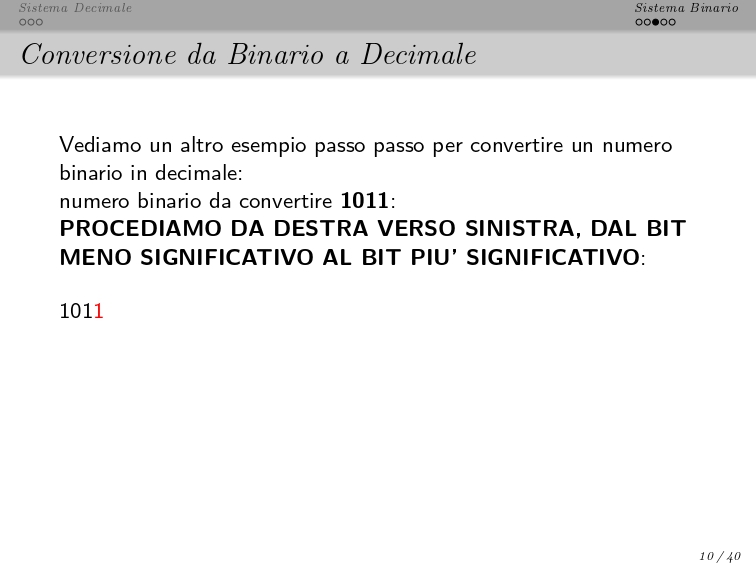 Sistema Decimale
Sistema Binario
Conversione da Binario a Decimale
Vediamo un altro esempio passo passo per convertire un numero
binario in decimale:
numero binario da convertire 1011:
PROCEDIAMO DA DESTRA VERSO SINISTRA, DAL BIT
MENO SIGNIFICATIVO AL BIT PIU' SIGNIFICATIVO:
1011
10 / 40